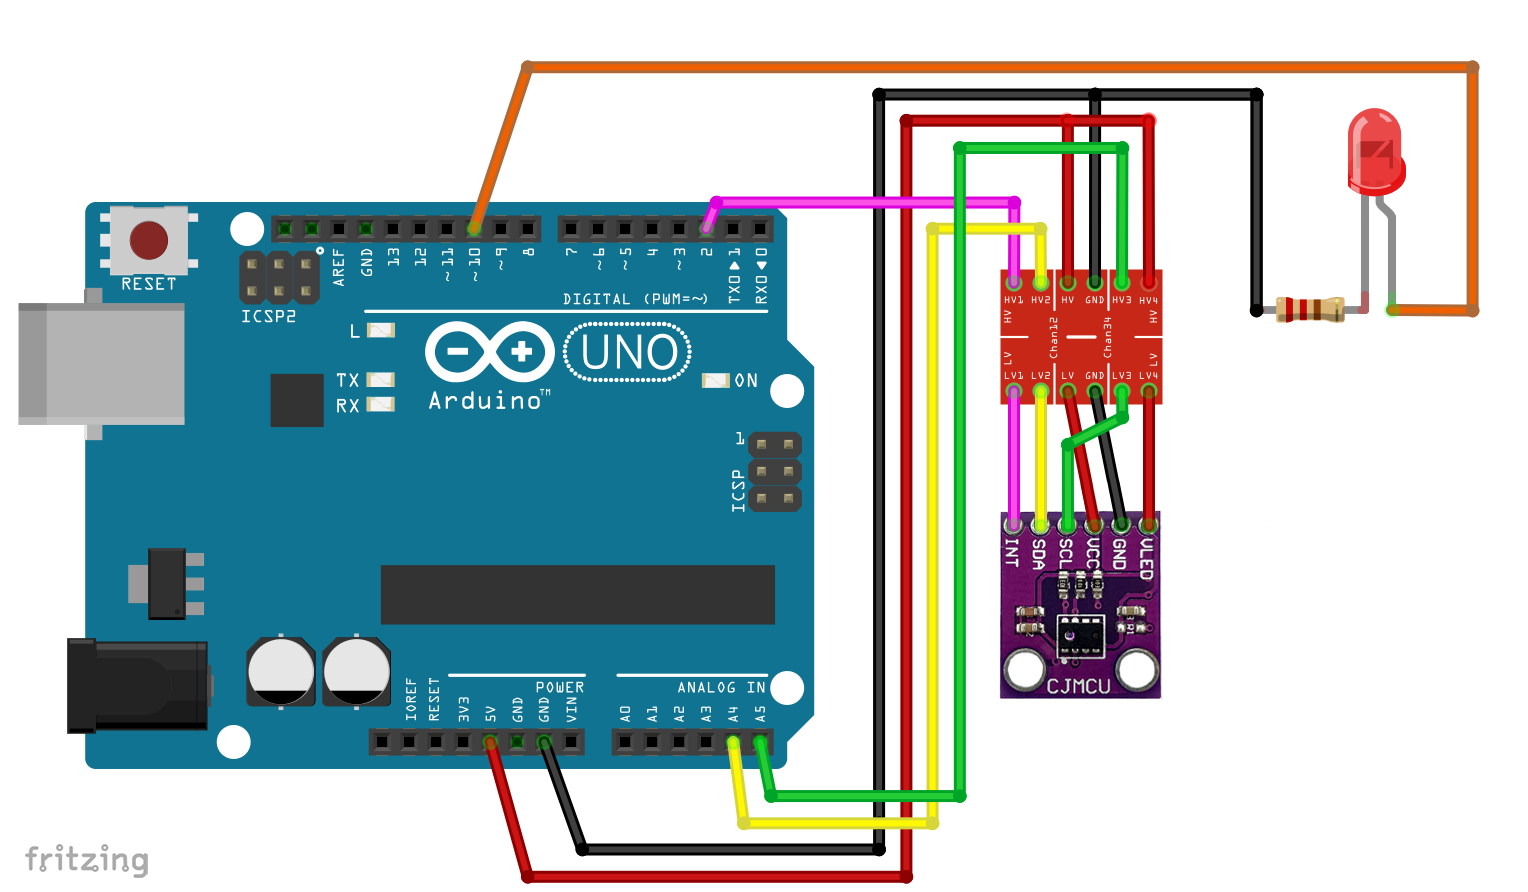 RESET
ICSP2
AREF
GND
13
12
~11
~10
~9
8
7
~6
~5
4
~3
2
TX0▶1
RX0◀0
DIGITAL (PWM=~)
L
TX
RX
UNO
Arduino™
ON
1
ICSP
POWER
ANALOG IN
IOREF
RESET
3V3
5V
GND
GND
VIN
A0
A1
A2
A3
A4
A5
HV1 HV2 HV GND HV3 HV4
HV
HV
Chan12
Chan34
LV
LV
LV1 LV2 LV GND LV3 LV4
INT
SDA
SCL
VCC
GND
VLED
CJMCU
fritzing